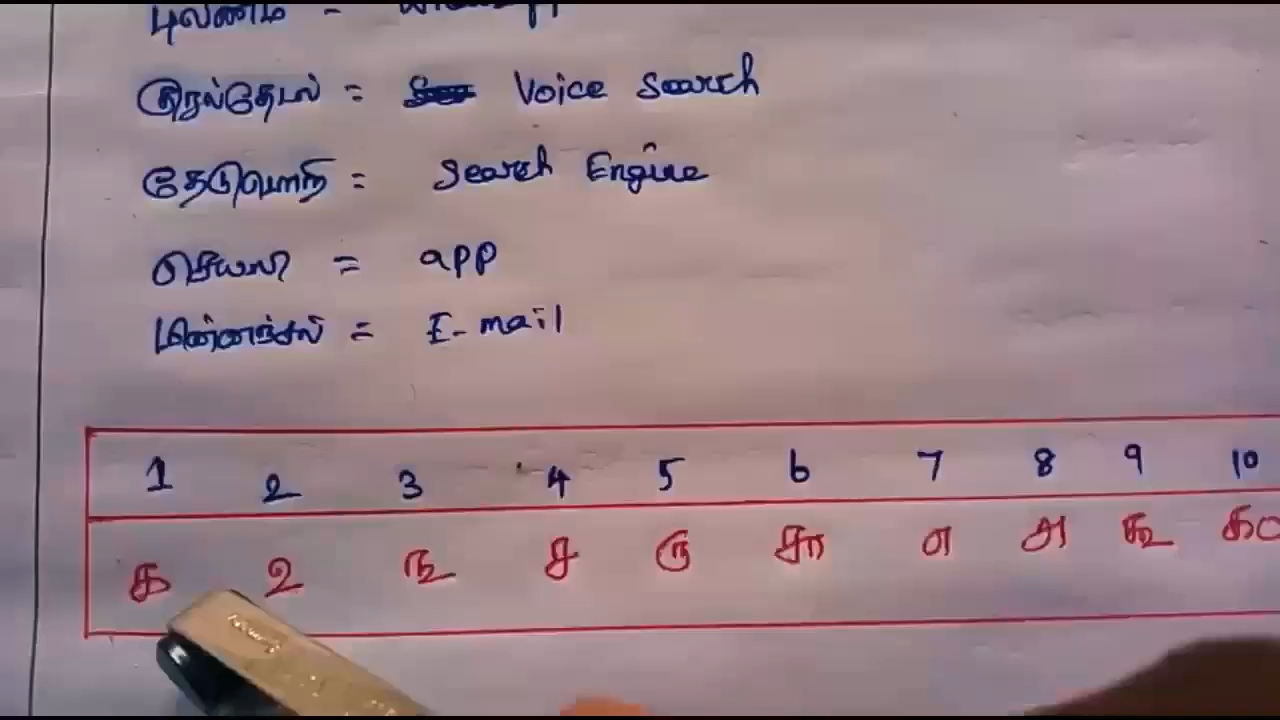 புலனம் =
குரல்தேடல் = Voice Search
தேடுபொறி = Search Engine
செயலி = app
மின்னஞ்சல் = E-mail
1 2 3 4 5 6 7 8 9 10
க உ ந ச ரு சா எ அ கூ க0